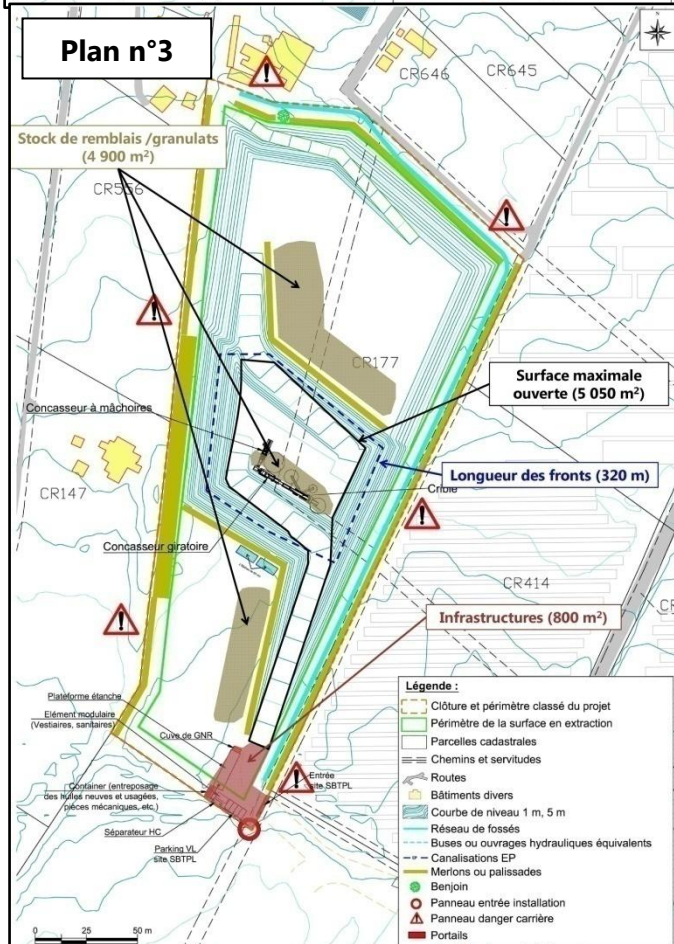 Plan n°3
CR646
CR645
Stock de remblais /granulats
(4 900 m²)
CR556
CR177
Surface maximale
ouverte (5 050 m²)
Concasseur à mâchoires
Longueur des fronts (320 m)
Crible
CR147
Concasseur giratoire
CR414
Infrastructures (800 m²)
Plateforme étanche
Elément modulaire
(Vestiaires, sanitaires)
Cuve de GNR
Container (entreposage
des huiles neuves et usagées,
pièces mécaniques, etc.)
Entrée
site SBTPL
Séparateur HC
Parking VL
site SBTPL
0 25 50 m
Légende :
Clôture et périmètre classé du projet
Périmètre de la surface en extraction
Parcelles cadastrales
Chemins et servitudes
Routes
Bâtiments divers
Courbe de niveau 1 m, 5 m
Réseau de fossés
Buses ou ouvrages hydrauliques équivalents
Canalisations EP
Merlons ou palissades
Benjoin
Panneau entrée installation
Panneau danger carrière
Portails